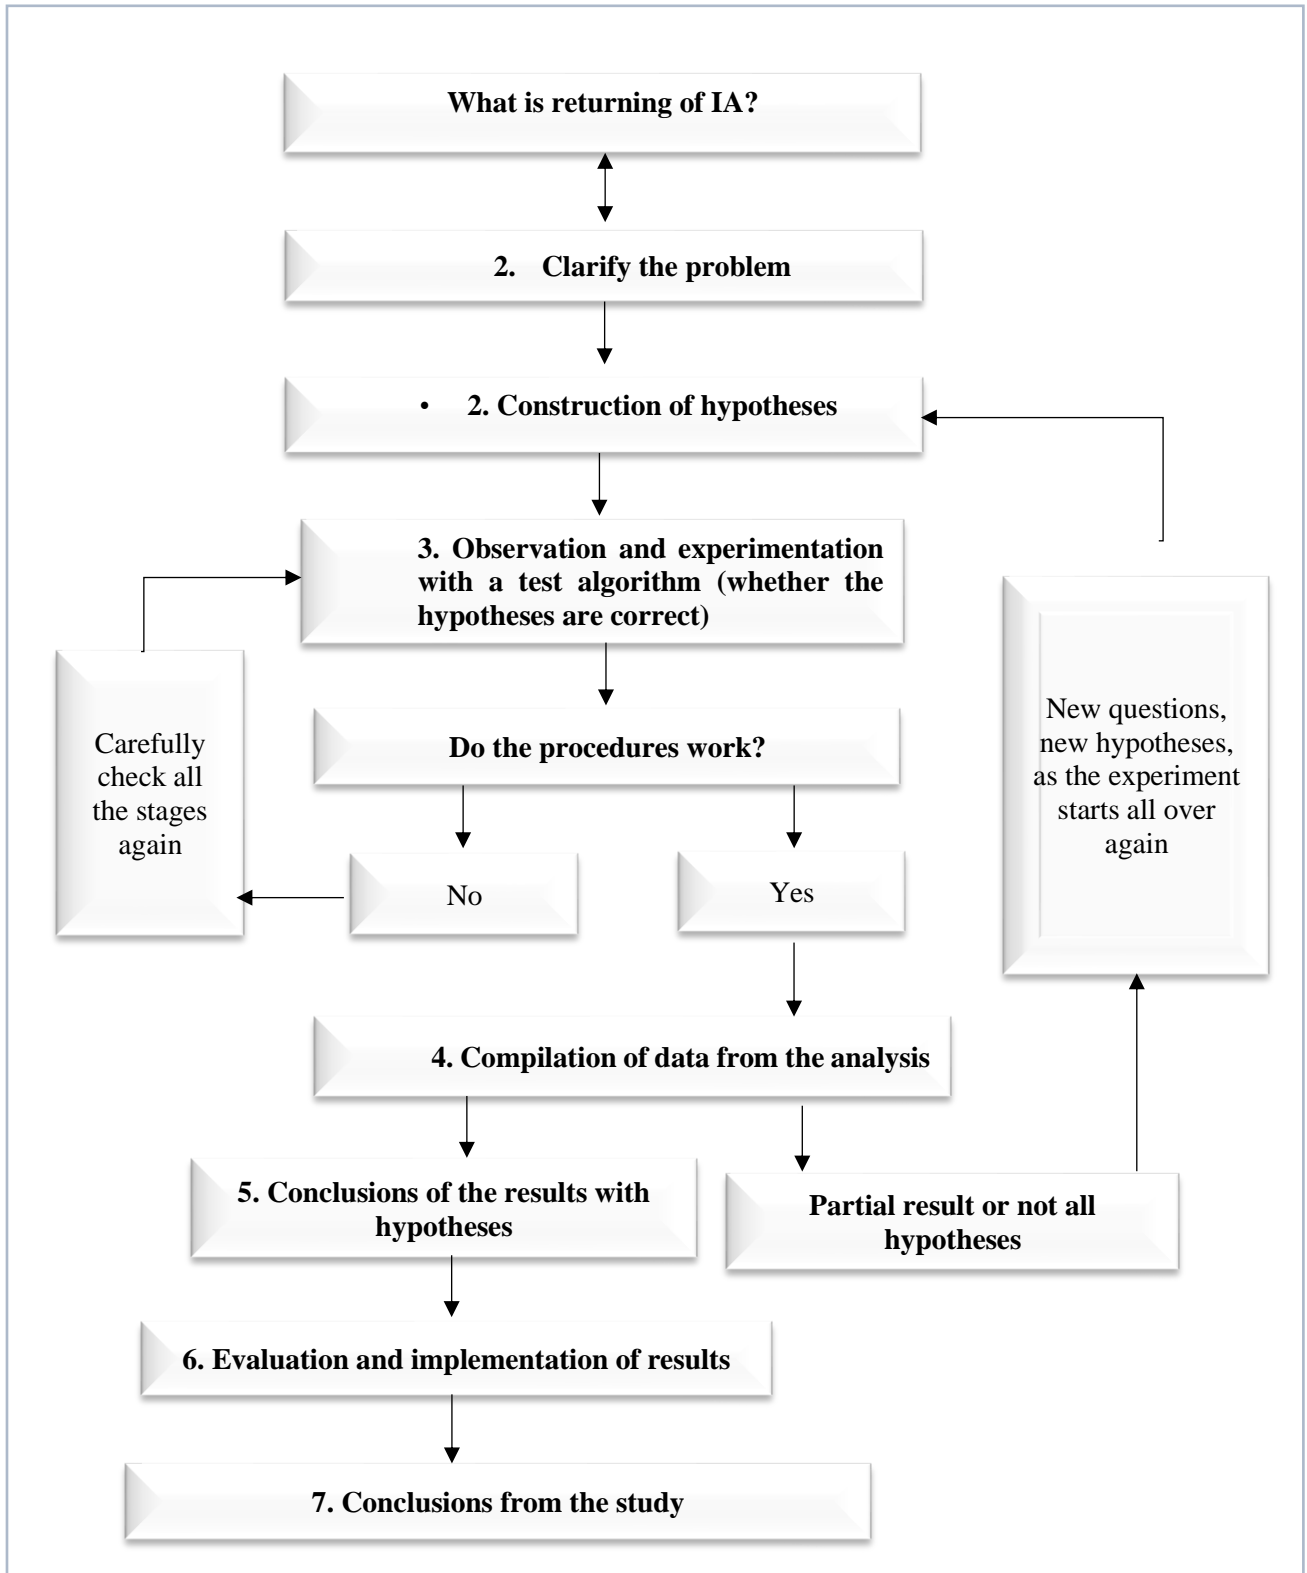 What is returning of IA?
2. Clarify the problem
• 2. Construction of hypotheses
3. Observation and experimentation
with a test algorithm (whether the
hypotheses are correct)
Do the procedures work?
Carefully
check all
the stages
again
No
Yes
New questions,
new hypotheses,
as the experiment
starts all over
again
4. Compilation of data from the analysis
5. Conclusions of the results with
hypotheses
Partial result or not all
hypotheses
6. Evaluation and implementation of results
7. Conclusions from the study